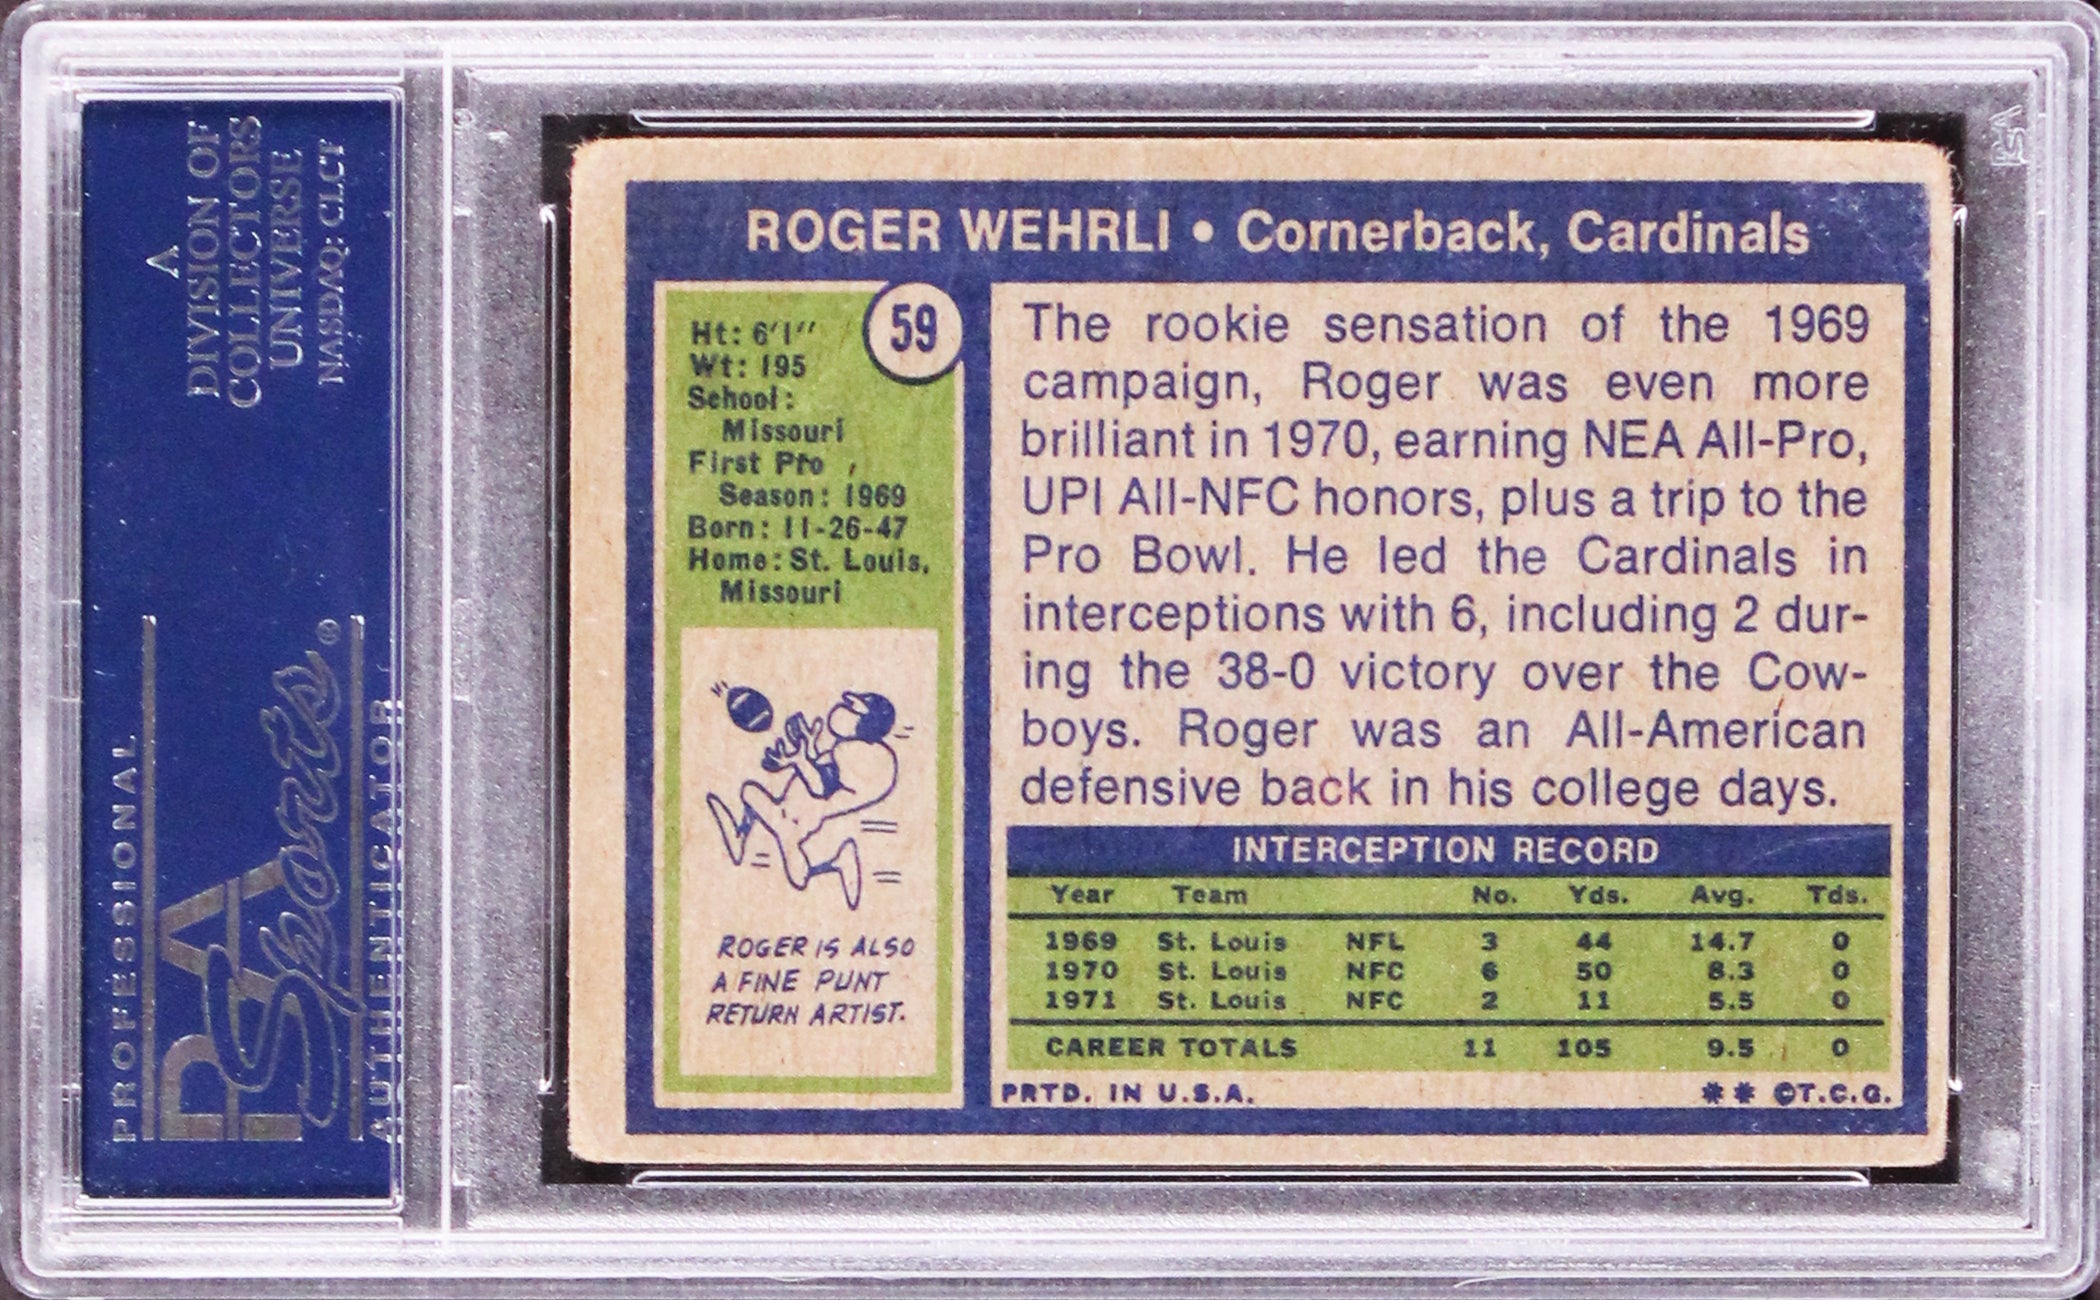 A
DIVISION OF
COLLECTORS
UNIVERSE
NASDAQ: CLCT
PROFESSIONAL
PSA
Sports®
AUTHENTICATOR
PSA
ROGER WEHRLI • Cornerback, Cardinals
59
Ht: 6'1"
Wt: 195
School:
Missouri
First Pro
Season: 1969
Born: 11-26-47
Home: St. Louis,
Missouri
ROGER IS ALSO
A FINE PUNT
RETURN ARTIST.
The rookie sensation of the 1969
campaign, Roger was even more
brilliant in 1970, earning NEA All-Pro,
UPI All-NFC honors, plus a trip to the
Pro Bowl. He led the Cardinals in
interceptions with 6, including 2 dur-
ing the 38-0 victory over the Cow-
boys. Roger was an All-American
defensive back in his college days.
INTERCEPTION RECORD
Year Team No. Yds. Avg. Tds.
1969 St. Louis NFL 3 44 14.7 0
1970 St. Louis NFC 6 50 8.3 0
1971 St. Louis NFC 2 11 5.5 0
CAREER TOTALS 11 105 9.5 0
PRTD. IN U.S.A. ** ©T.C.G.